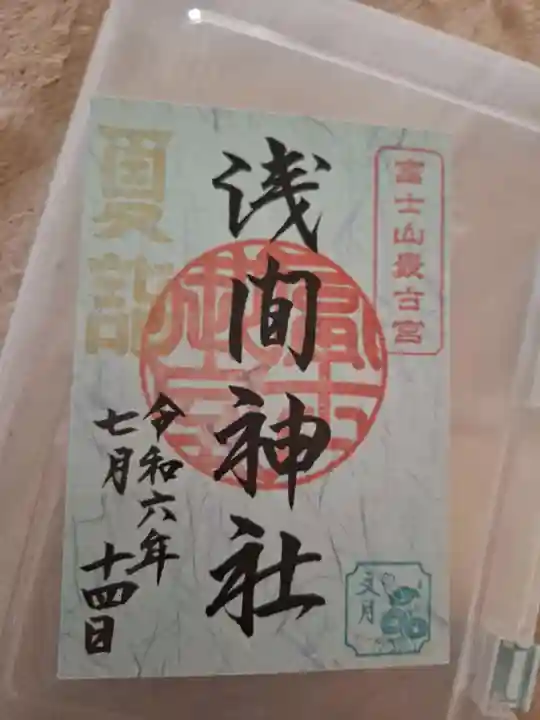 富士山最古宮
浅間神社
夏詣
令和六年
七月 十四日
文月